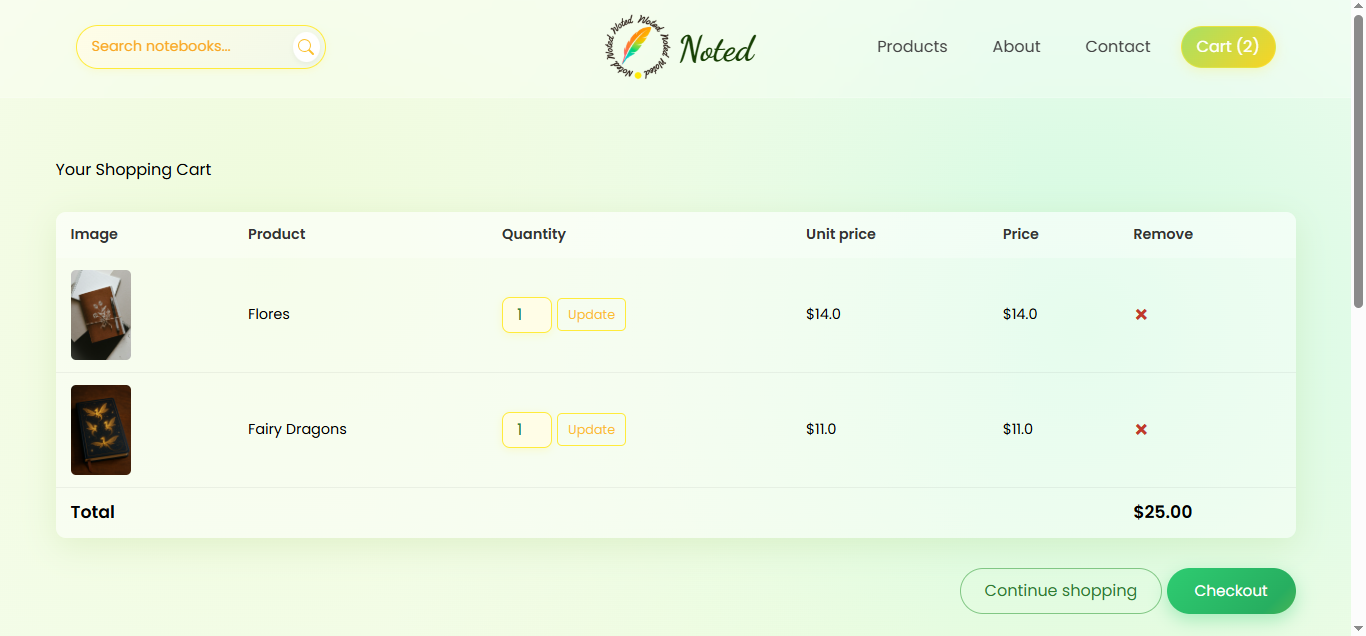 Search notebooks...
Noted Noted Noted Noted Noted Noted
Noted
Products
About
Contact
Cart (2)
Your Shopping Cart
Image Product Quantity Unit price Price Remove
Flores 1 Update $14.0 $14.0
Fairy Dragons 1 Update $11.0 $11.0
Total $25.00
Continue shopping
Checkout